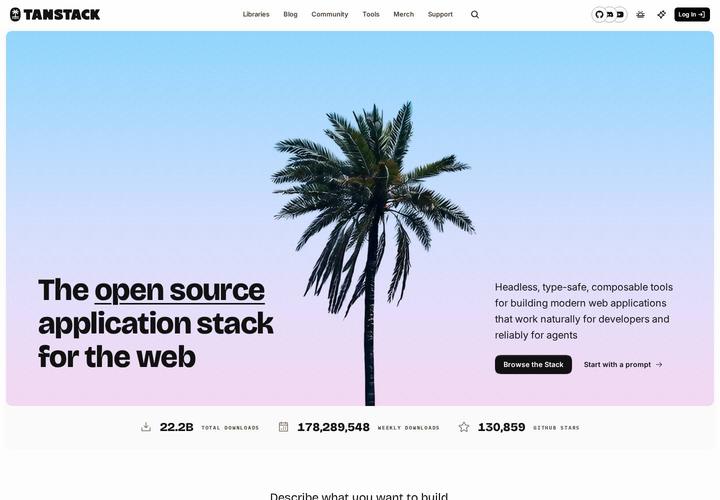 TANSTACK
Libraries Blog Community Tools Merch Support
Log In
The open source
application stack
for the web
Headless, type-safe, composable tools
for building modern web applications
that work naturally for developers and
reliably for agents
Browse the Stack Start with a prompt →
22.2B TOTAL DOWNLOADS 178,289,548 WEEKLY DOWNLOADS 130,859 GITHUB STARS
Describe what you want to build